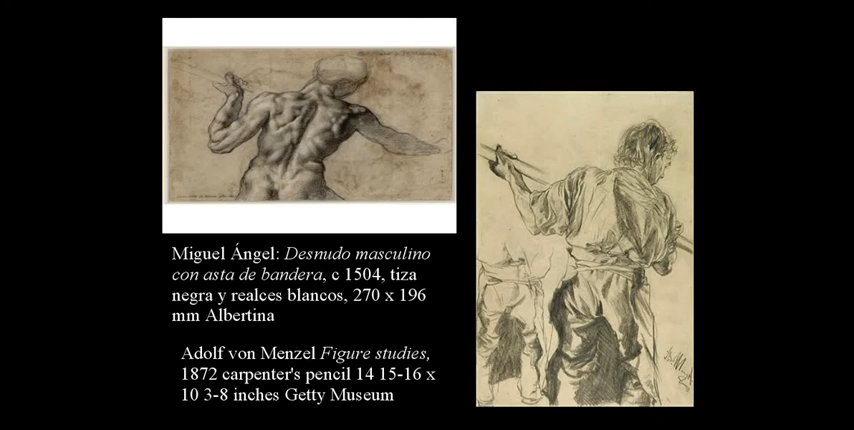 Miguel Ángel: Desnudo masculino
con asta de bandera, c 1504, tiza
negra y realces blancos, 270 x 196
mm Albertina
Adolf von Menzel Figure studies,
1872 carpenter's pencil 14 15-16 x
10 3-8 inches Getty Museum